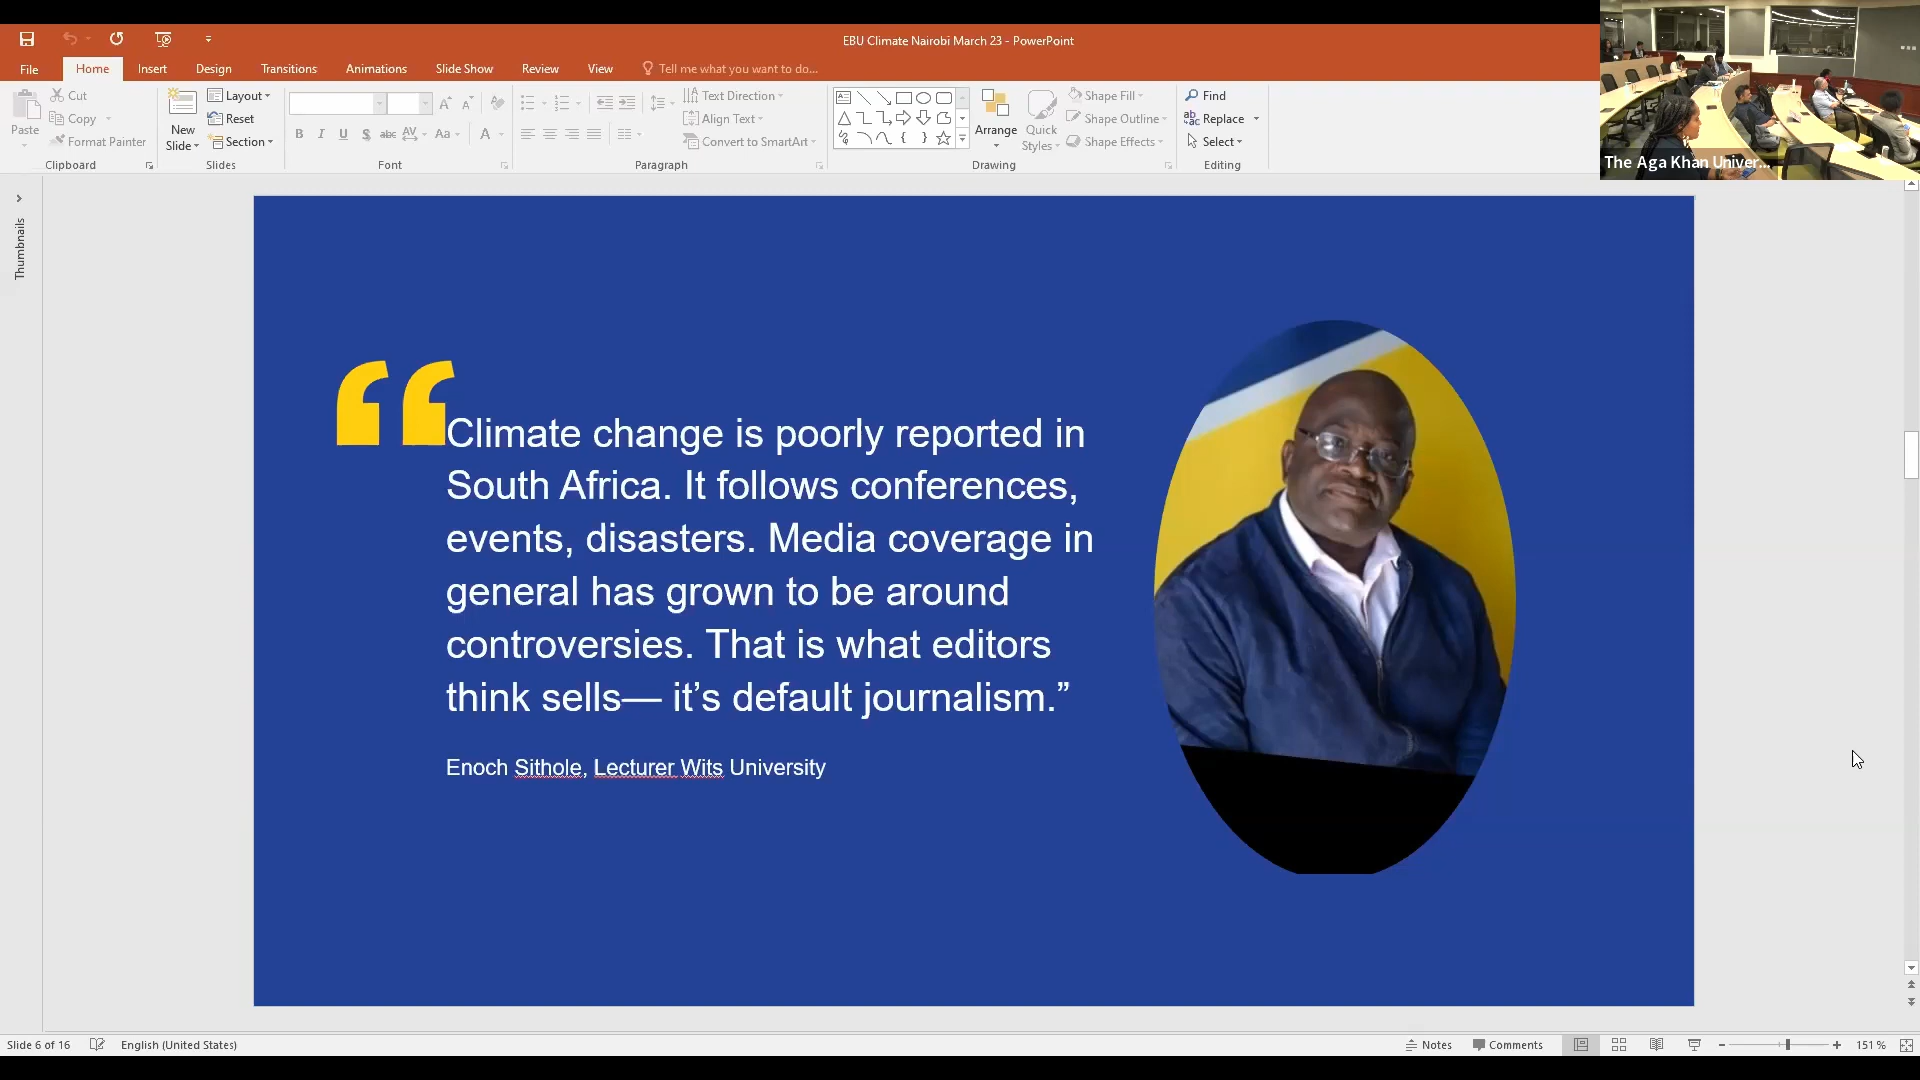 EBU Climate Nairobi March 23 - PowerPoint
File Home Insert Design Transitions Animations Slide Show Review View Tell me what you want to do...
Paste
Cut
Copy
Format Painter
Clipboard
New
Slide
Layout
Reset
Section
Slides
B I U S abc AV Aa A
Font
Text Direction
Align Text
Convert to SmartArt
Paragraph
Arrange
Quick
Styles
Shape Fill
Shape Outline
Shape Effects
Drawing
Find
Replace
Select
Editing
The Aga Khan Univer...
Thumbnails
“Climate change is poorly reported in
South Africa. It follows conferences,
events, disasters. Media coverage in
general has grown to be around
controversies. That is what editors
think sells— it’s default journalism.”
Enoch Sithole, Lecturer Wits University
Slide 6 of 16 English (United States) Notes Comments 151 %